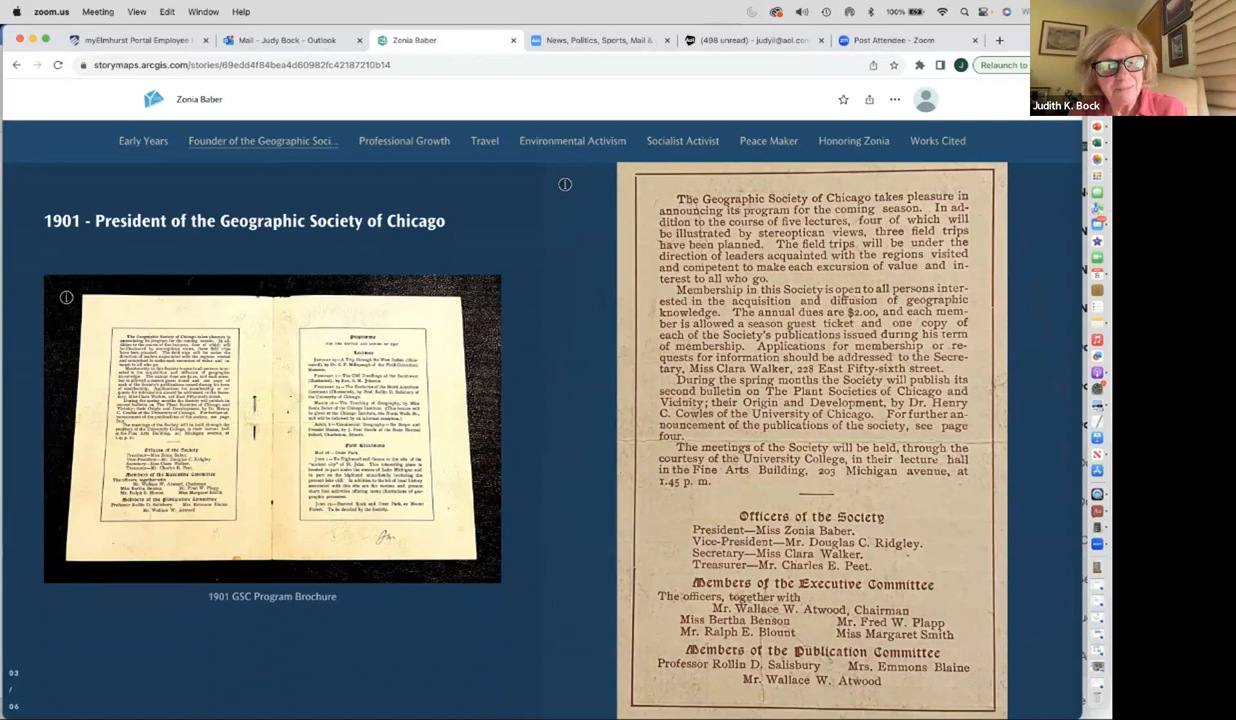 zoom.us Meeting View Edit Window Help
100%
myElmhurst Portal Employee
Mail - Judy Bock - Outlook
Zonia Baber
News, Politics, Sports, Mail &
(498 unread) - judyil@aol.com
Post Attendee - Zoom
storymaps.arcgis.com/stories/69edd4f84bea4d60982fc42187210b14
Relaunch to
Judith K. Bock
Zonia Baber
Early Years Founder of the Geographic Soci... Professional Growth Travel Environmental Activism Socialist Activist Peace Maker Honoring Zonia Works Cited
1901 - President of the Geographic Society of Chicago
1901 GSC Program Brochure
03
/
06
The Geographic Society of Chicago takes pleasure in
announcing its program for the coming season. In ad-
dition to the course of five lectures, four of which will
be illustrated by stereoptican views, three field trips
have been planned. The field trips will be under the
direction of leaders acquainted with the regions visited
and competent to make each excursion of value and in-
terest to all who go.
Membership in this Society is open to all persons inter-
ested in the acquisition and diffusion of geographic
knowledge. The annual dues are $2.00, and each mem-
ber is allowed a season guest ticket and one copy of
each of the Society's publications issued during his term
of membership. Applications for membership or re-
quests for information should be addressed to the Secre-
tary, Miss Clara Walker, 228 East Fifty-sixth street.
During the spring months the Society will publish its
second bulletin on The Plant Societies of Chicago and
Vicinity; their Origin and Development, by Dr. Henry
C. Cowles of the University of Chicago. For further an-
nouncement of the publications of the society, see page
four.
The meetings of the Society will be held, through the
courtesy of the University College, in their lecture hall
in the Fine Arts Building, 203 Michigan avenue, at
1.45 p. m.
Officers of the Society
President—Miss Zonia Baber.
Vice-President—Mr. Douglas C. Ridgley.
Secretary—Miss Clara Walker.
Treasurer—Mr. Charles E. Peet.
Members of the Executive Committee
The officers, together with
Mr. Wallace W. Atwood, Chairman
Miss Bertha Benson Mr. Fred W. Plapp
Mr. Ralph E. Blount Miss Margaret Smith
Members of the Publication Committee
Professor Rollin D. Salisbury Mrs. Emmons Blaine
Mr. Wallace W. Atwood